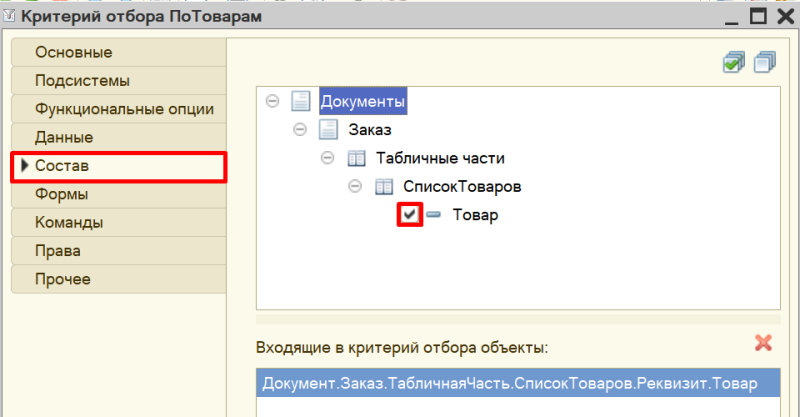 Критерий отбора ПоТоварам
Основные
Подсистемы
Функциональные опции
Данные
Состав
Формы
Команды
Права
Прочее
Документы
Заказ
Табличные части
СписокТоваров
Товар
Входящие в критерий отбора объекты:
Документ.Заказ.ТабличнаяЧасть.СписокТоваров.Реквизит.Товар